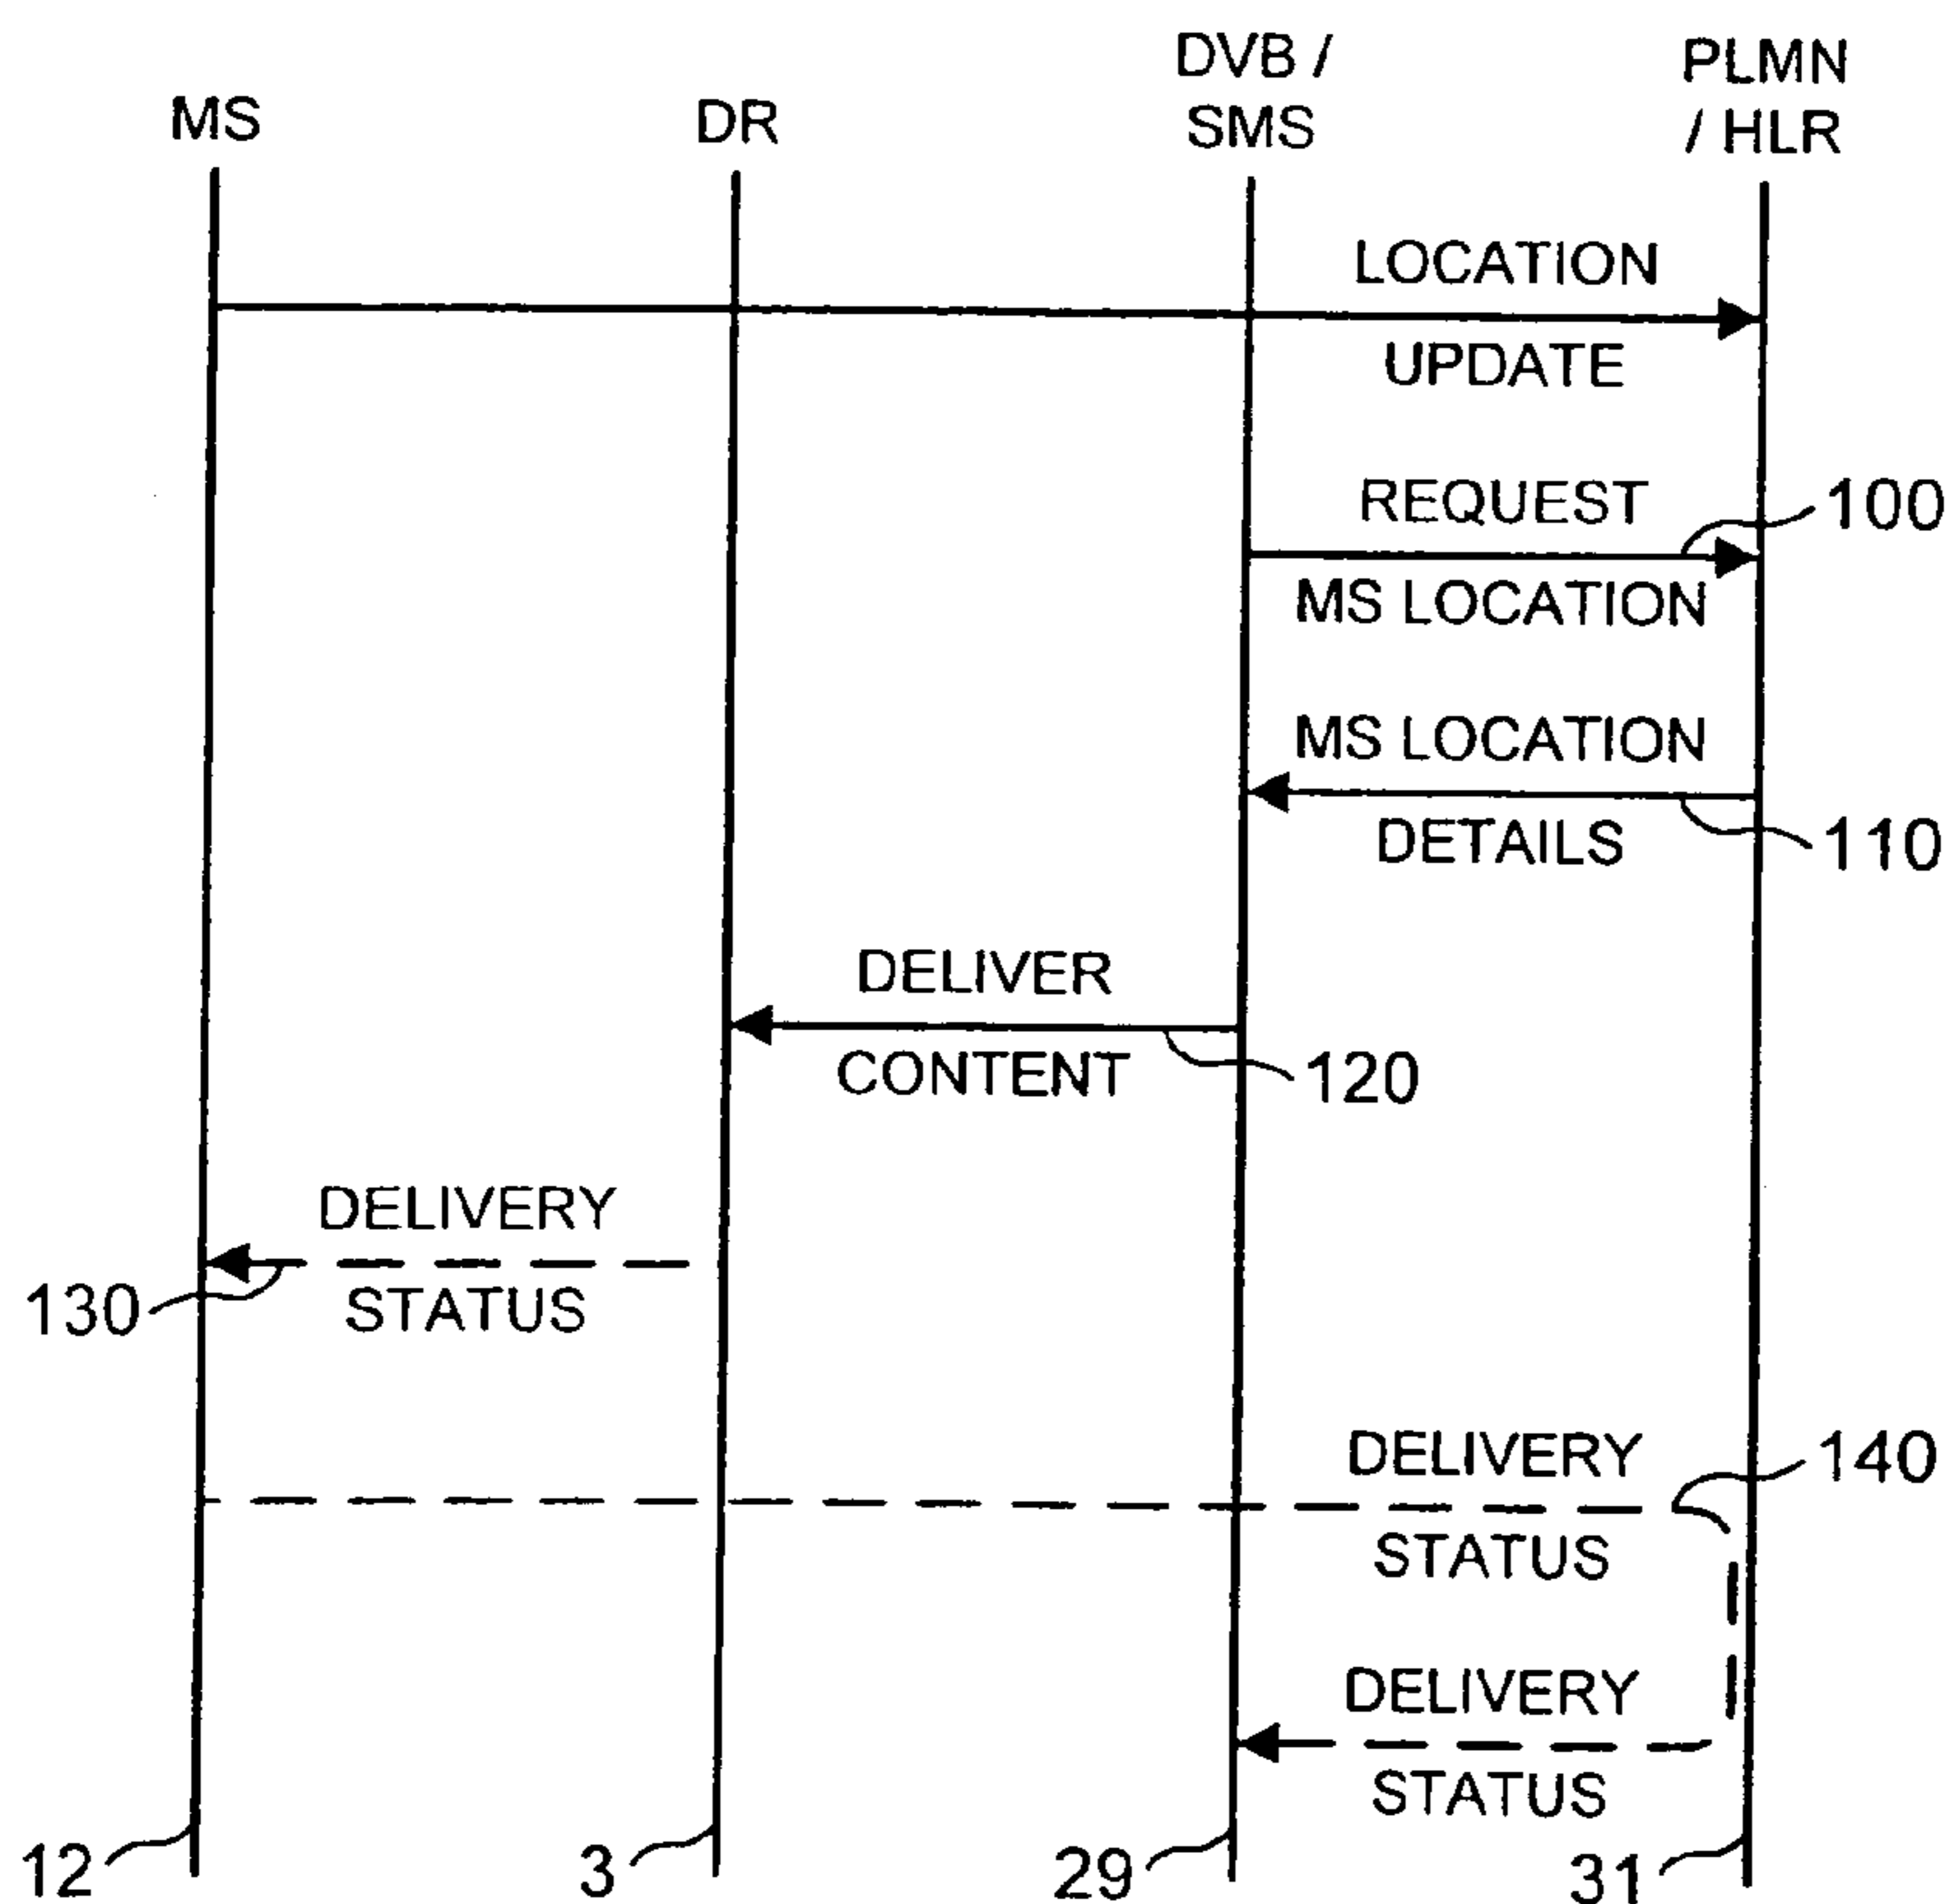 MS
DR
DVB /
SMS
PLMN
/ HLR
LOCATION
UPDATE
REQUEST
100
MS LOCATION
MS LOCATION
DETAILS
110
DELIVER
CONTENT
120
DELIVERY
130
STATUS
DELIVERY
140
STATUS
DELIVERY
STATUS
12
3
29
31